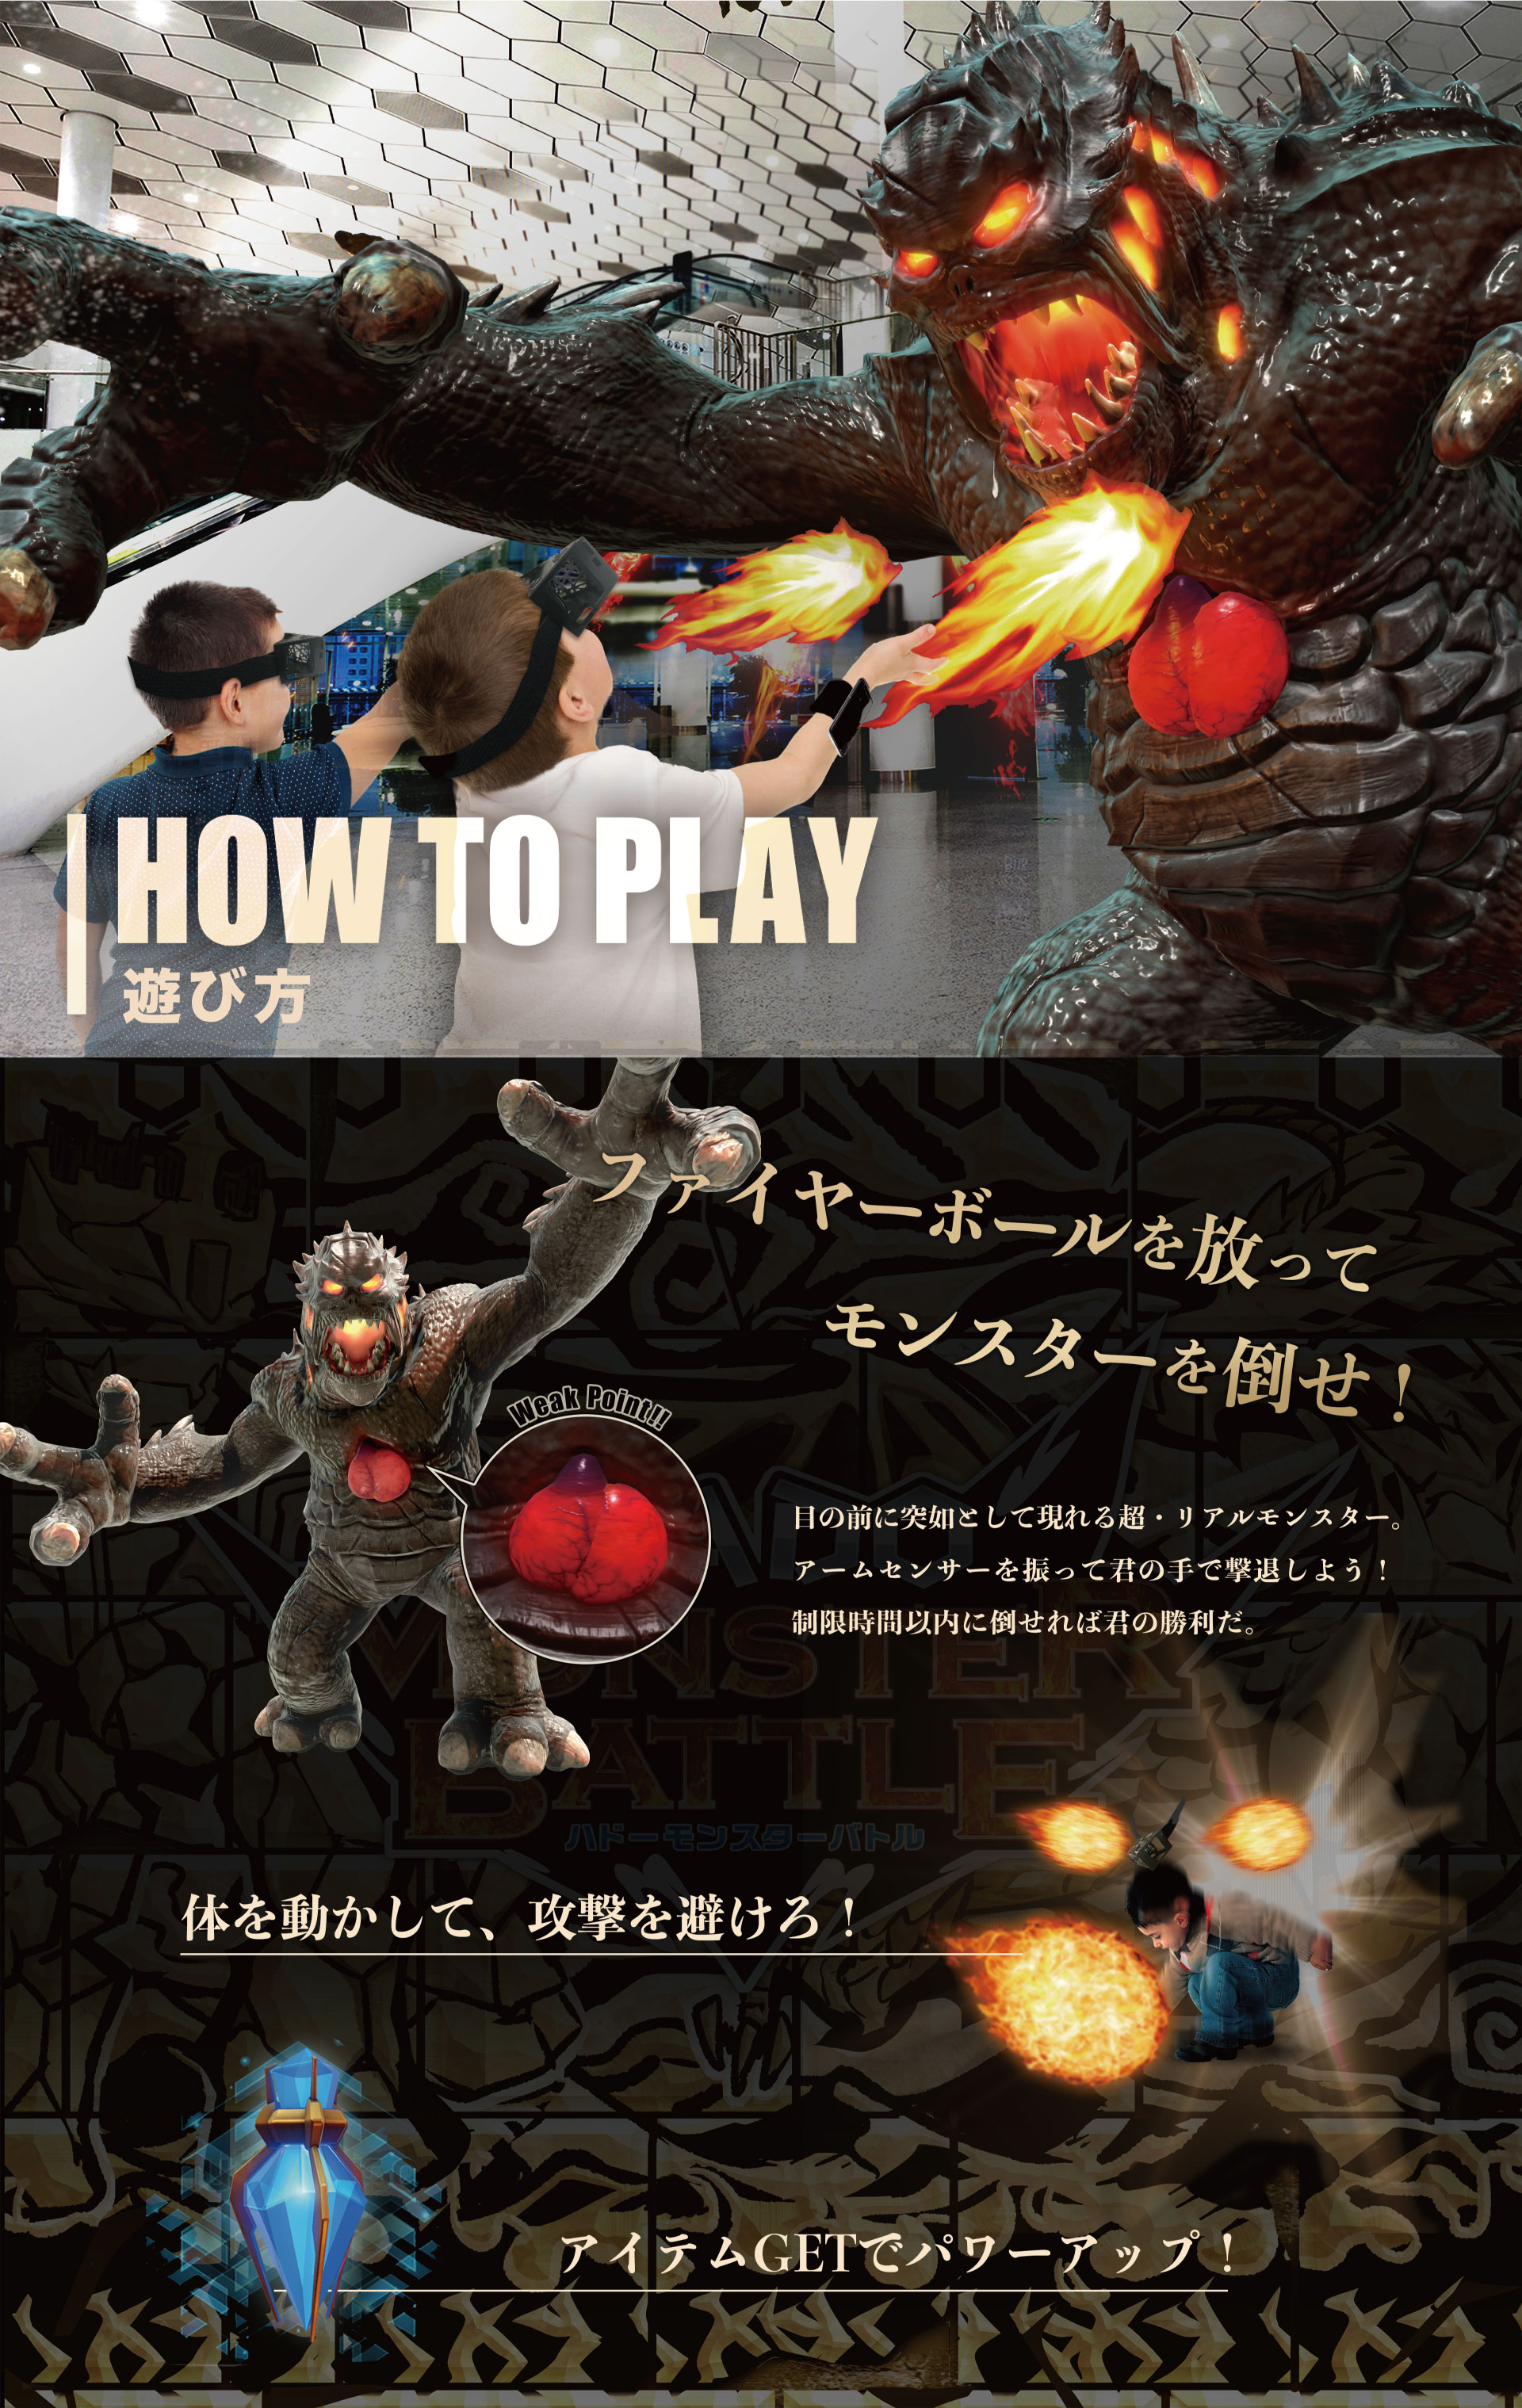 HOW TO PLAY
遊び方
ファイヤーボールを放って
モンスターを倒せ！
Weak Point!!
目の前に突如として現れる超・リアルモンスター。
アームセンサーを振って君の手で撃退しよう！
制限時間以内に倒せれば君の勝利だ。
HADO
MONSTER
BATTLE
ハドーモンスターバトル
体を動かして、攻撃を避けろ！
アイテムGETでパワーアップ！